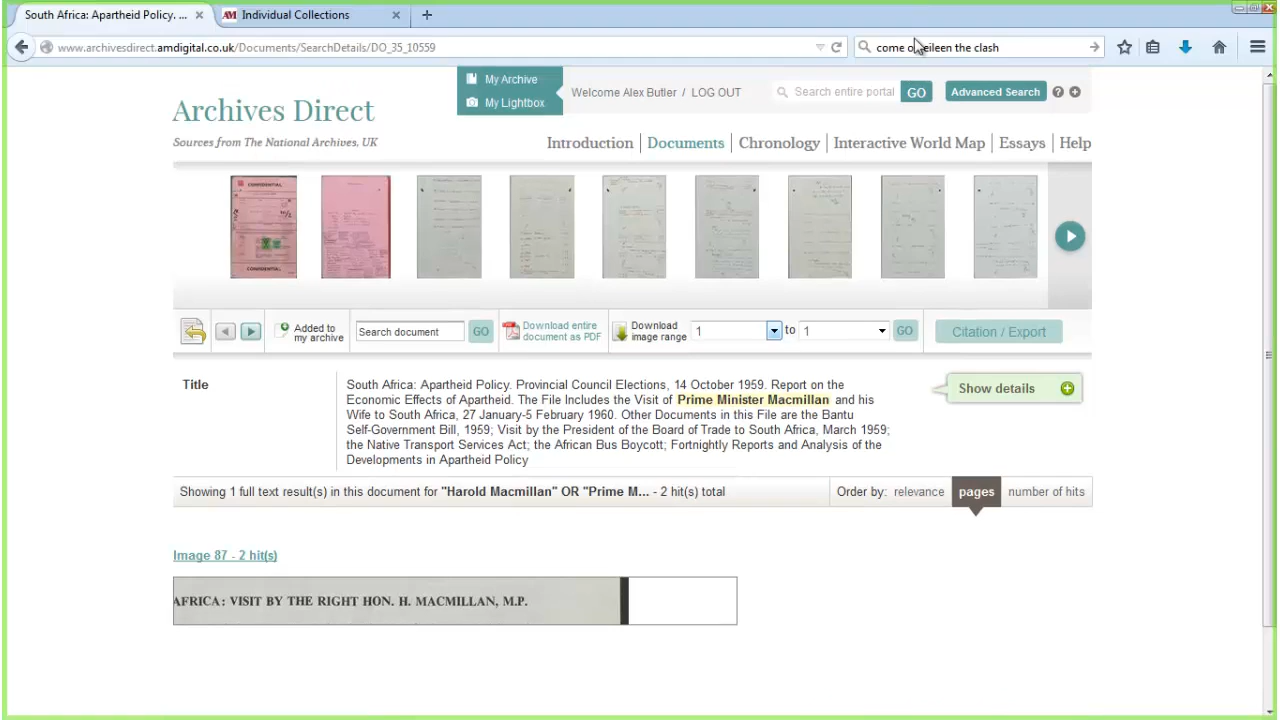 South Africa: Apartheid Policy. ...
Individual Collections
www.archivesdirect.amdigital.co.uk/Documents/SearchDetails/DO_35_10559
come o eileen the clash
My Archive
My Lightbox
Welcome Alex Butler / LOG OUT
Search entire portal
GO
Advanced Search
Archives Direct
Sources from The National Archives, UK
Introduction
Documents
Chronology
Interactive World Map
Essays
Help
CONFIDENTIAL
CONFIDENTIAL
Added to
my archive
Search document
GO
Download entire
document as PDF
Download
image range
1
to
1
GO
Citation / Export
Title
South Africa: Apartheid Policy. Provincial Council Elections, 14 October 1959. Report on the
Economic Effects of Apartheid. The File Includes the Visit of Prime Minister Macmillan and his
Wife to South Africa, 27 January-5 February 1960. Other Documents in this File are the Bantu
Self-Government Bill, 1959; Visit by the President of the Board of Trade to South Africa, March 1959;
the Native Transport Services Act; the African Bus Boycott; Fortnightly Reports and Analysis of the
Developments in Apartheid Policy
Show details
Showing 1 full text result(s) in this document for "Harold Macmillan" OR "Prime M... - 2 hit(s) total
Order by:
relevance
pages
number of hits
Image 87 - 2 hit(s)
AFRICA: VISIT BY THE RIGHT HON. H. MACMILLAN, M.P.